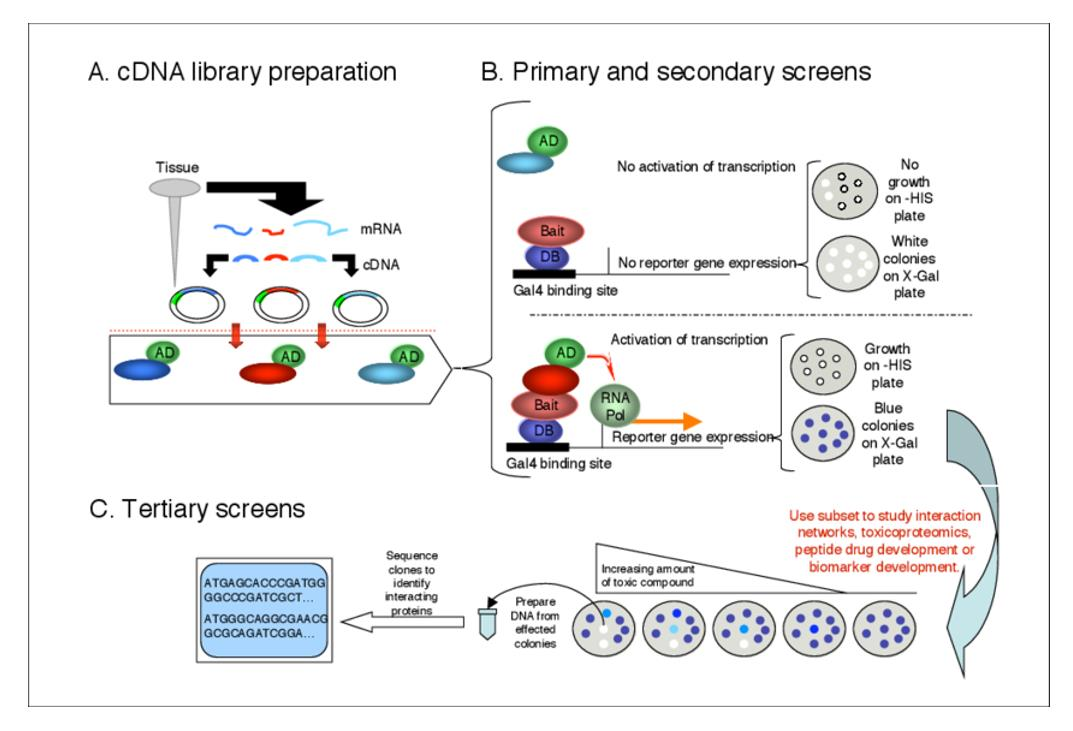 A. cDNA library preparation
Tissue
mRNA
cDNA
AD
AD
AD
B. Primary and secondary screens
AD
No activation of transcription
Bait
DB
No reporter gene expression
Gal4 binding site
No
growth
on -HIS
plate
White
colonies
on X-Gal
plate
Activation of transcription
AD
RNA
Pol
Bait
DB
Reporter gene expression
Gal4 binding site
Growth
on -HIS
plate
Blue
colonies
on X-Gal
plate
Use subset to study interaction
networks, toxicoproteomics,
peptide drug development or
biomarker development.
C. Tertiary screens
ATGAGCACCCGATGG
GGCCCGATCGCT...
ATGGGCAGGCGAACG
GCGCAGATCGGA...
Sequence
clones to
identify
interacting
proteins
Prepare
DNA from
effected
colonies
Increasing amount
of toxic compound